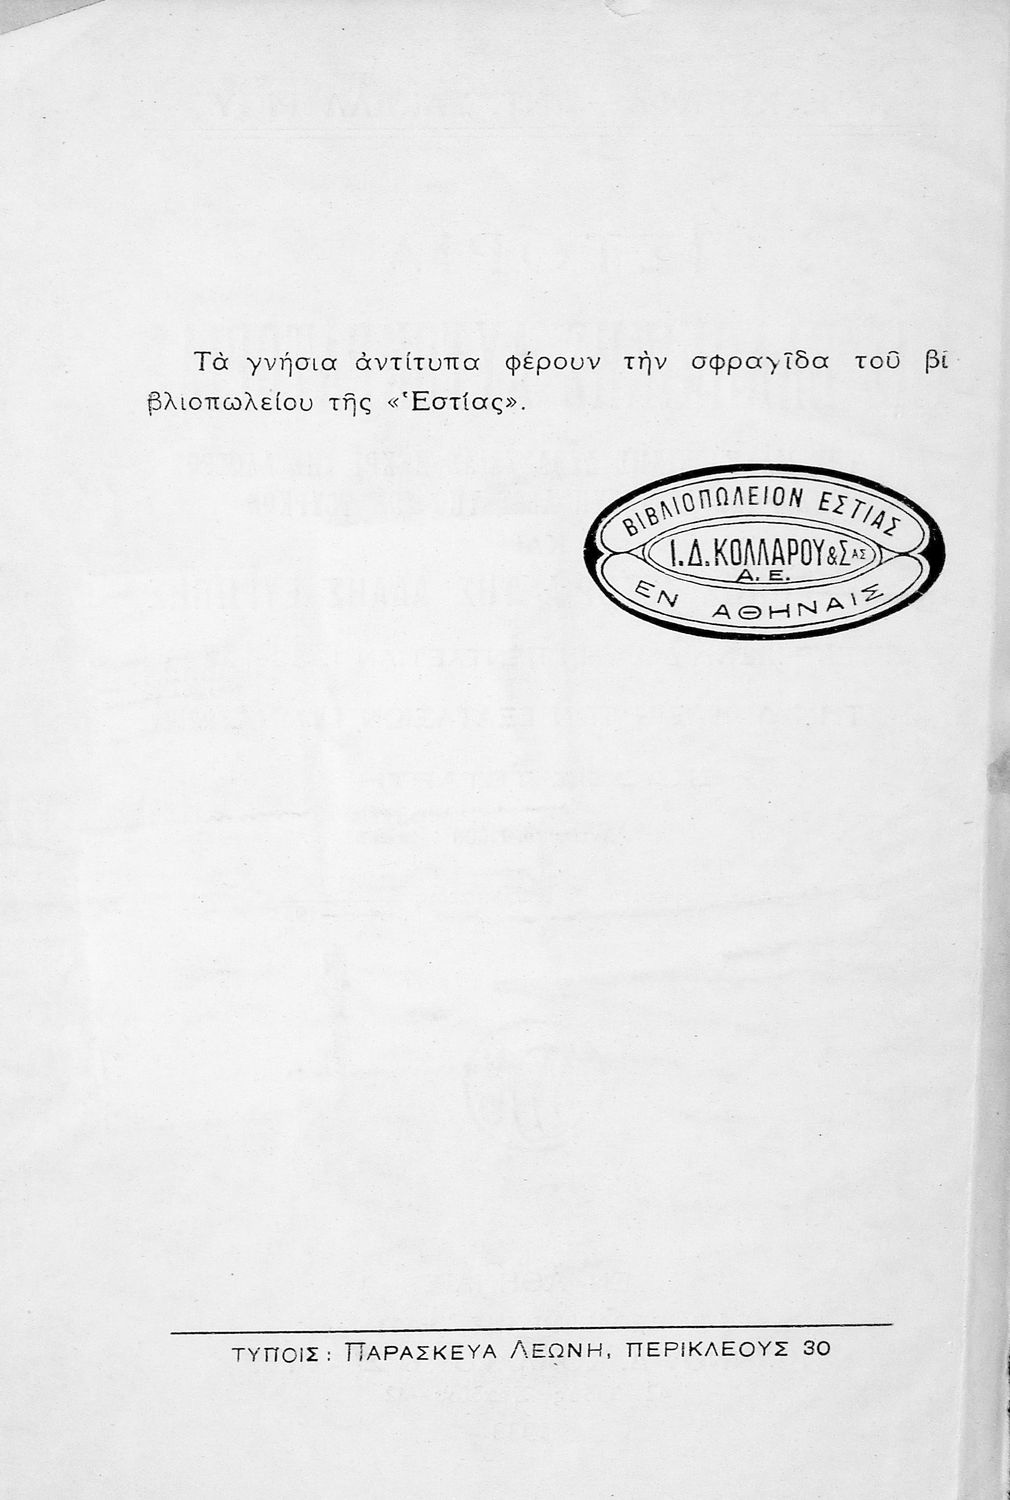 Τὰ γνήσια ἀντίτυπα φέρουν τὴν σφραγῖδα τοῦ βι
βλιοπωλείου τῆς «Ἑστίας».
ΒΙΒΛΙΟΠΩΛΕΙΟΝ ΕΣΤΙΑΣ
Ι.Δ.ΚΟΛΛΑΡΟΥ&ΣΑΣ
Α.Ε.
ΕΝ ΑΘΗΝΑΙΣ
ΤΥΠΟΙΣ: ΠΑΡΑΣΚΕΥΑ ΛΕΩΝΗ, ΠΕΡΙΚΛΕΟΥΣ 30